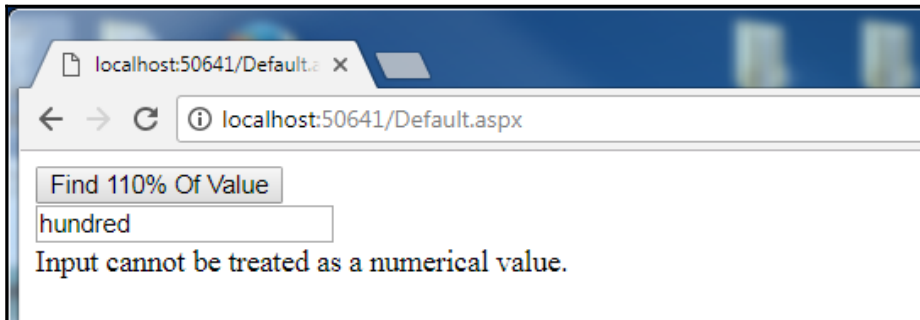 localhost:50641/Default.a
localhost:50641/Default.aspx
Find 110% Of Value
hundred
Input cannot be treated as a numerical value.